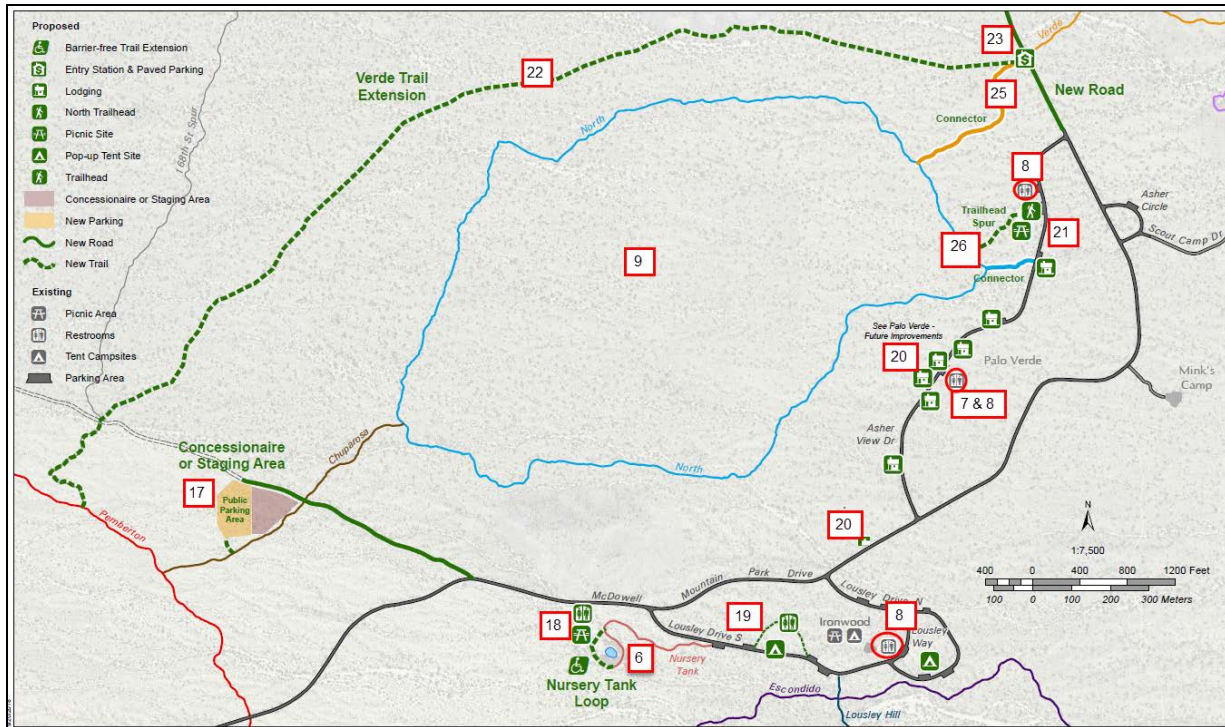 Proposed
Barrier-free Trail Extension
Entry Station & Paved Parking
Lodging
North Trailhead
Picnic Site
Pop-up Tent Site
Trailhead
Concessionaire or Staging Area
New Parking
New Road
New Trail
Existing
Picnic Area
Restrooms
Tent Campsites
Parking Area
168th St. Spur
Verde Trail
Extension
22
23
Verde
$
25
New Road
Connector
North
8
Asher
Circle
Trailhead
Spur
21
Scout Camp Dr
26
9
Connector
See Palo Verde -
Future Improvements
20
Palo Verde
Mink's
Camp
7 & 8
Asher
View Dr
Chuparosa
Concessionaire
or Staging Area
North
17
Public
Parking
Area
Pemberton
20
N
1:7,500
400 0 400 800 1200 Feet
100 0 100 200 300 Meters
McDowell
Mountain
Park Drive
Lousley Drive N
18
19
8
Ironwood
Lousley Drive S
Lousley
Way
6
Nursery
Tank
Nursery Tank
Loop
Escondido
Lousley Hill